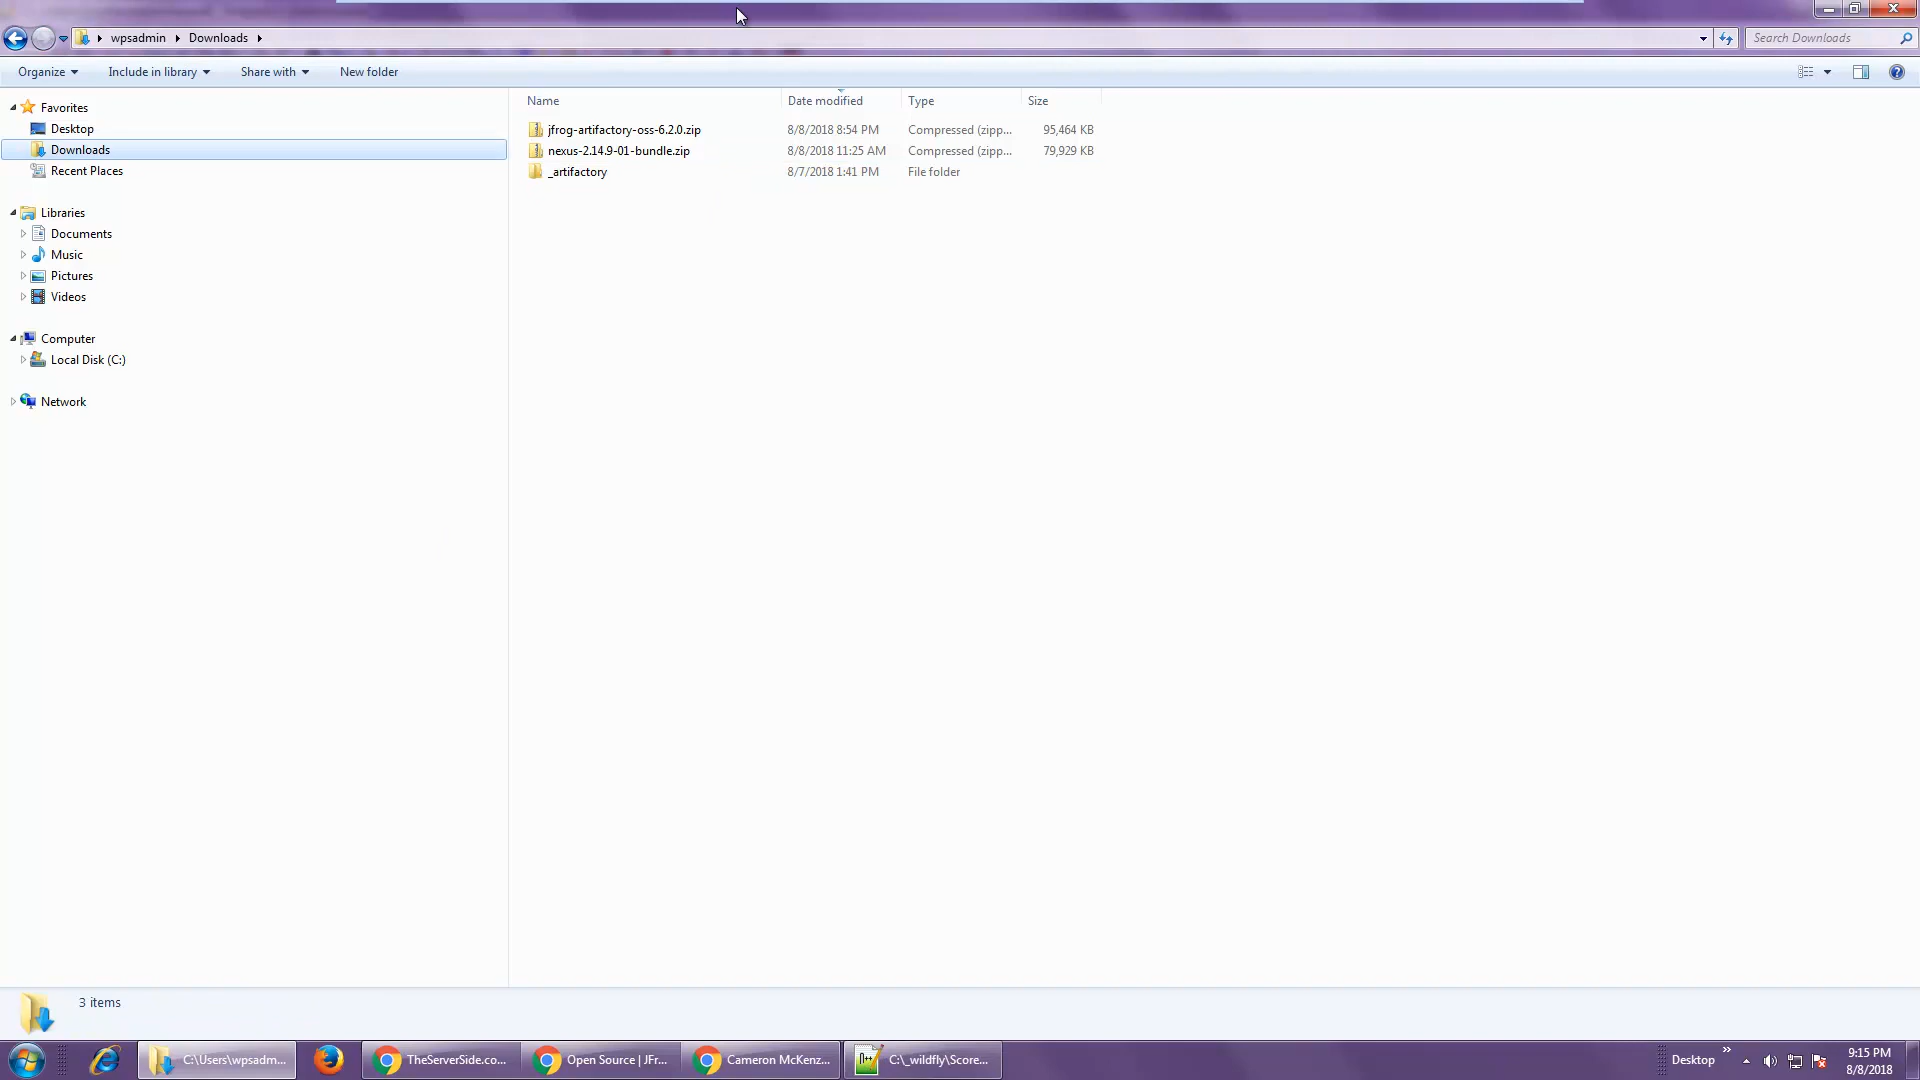 wpsadmin Downloads Search Downloads
Organize Include in library Share with New folder
Favorites
Desktop
Downloads
Recent Places
Libraries
Documents
Music
Pictures
Videos
Computer
Local Disk (C:)
Network
Name Date modified Type Size
jfrog-artifactory-oss-6.2.0.zip 8/8/2018 8:54 PM Compressed (zipp... 95,464 KB
nexus-2.14.9-01-bundle.zip 8/8/2018 11:25 AM Compressed (zipp... 79,929 KB
_artifactory 8/7/2018 1:41 PM File folder
3 items
C:\Users\wpsadm... TheServerSide.co... Open Source | JFr... Cameron McKenz... C:\_wildfly\Score... Desktop 9:15 PM
8/8/2018